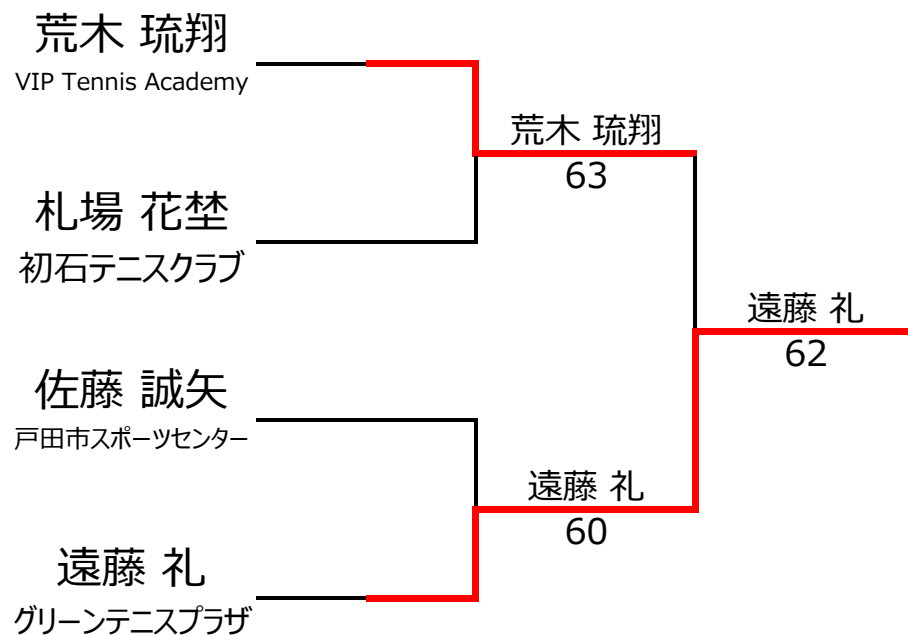 荒木 琉翔
VIP Tennis Academy
荒木 琉翔
63
札場 花埜
初石テニスクラブ
遠藤 礼
62
佐藤 誠矢
戸田市スポーツセンター
遠藤 礼
60
遠藤 礼
グリーンテニスプラザ